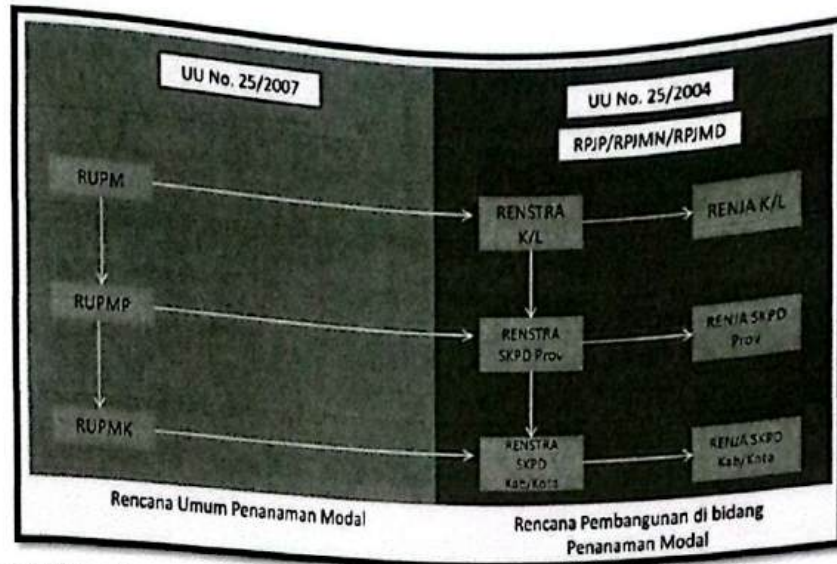 UU No. 25/2007
UU No. 25/2004
RPJP/RPJMN/RPJMD
RUPM
RENSTRA
K/L
RENJA K/L
RUPMP
RENSTRA
SKPD Prov
RENJA SKPD
Prov
RUPMK
RENSTRA
SKPD
Kab/Kota
RENJA SKPD
Kab/Kota
Rencana Umum Penanaman Modal
Rencana Pembangunan di bidang
Penanaman Modal